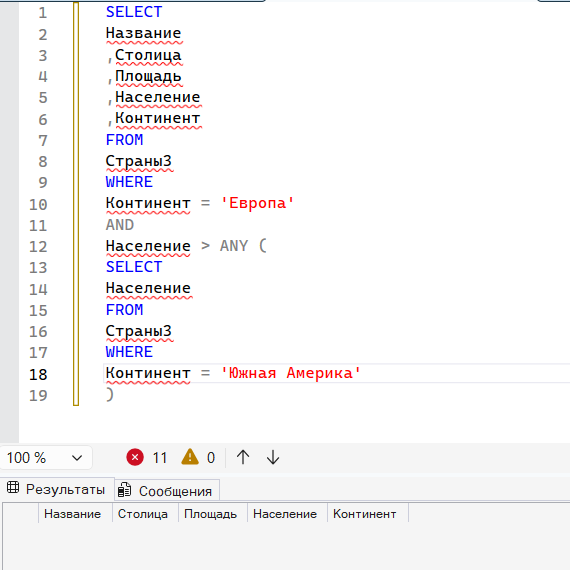 1 SELECT
2 Название
3 ,Столица
4 ,Площадь
5 ,Население
6 ,Континент
7 FROM
8 Страны3
9 WHERE
10 Континент = 'Европа'
11 AND
12 Население > ANY (
13 SELECT
14 Население
15 FROM
16 Страны3
17 WHERE
18 Континент = 'Южная Америка'
19 )
100 % 11 0
Результаты Сообщения
Название Столица Площадь Население Континент